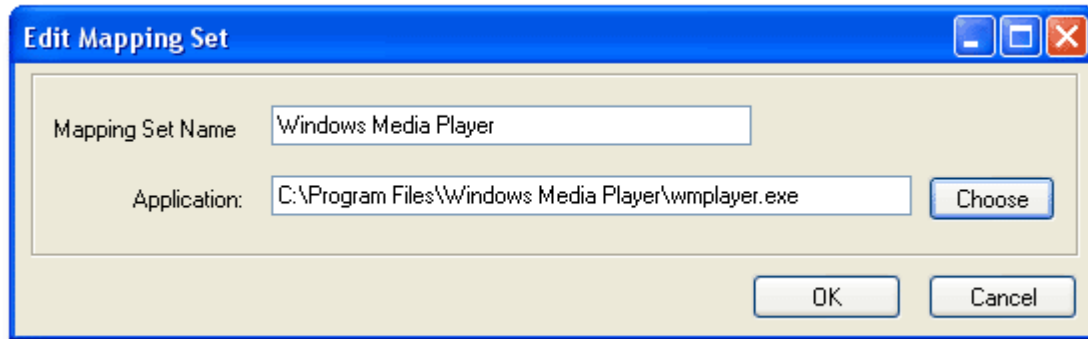 Edit Mapping Set
Mapping Set Name Windows Media Player
Application: C:\Program Files\Windows Media Player\wmplayer.exe Choose
OK Cancel